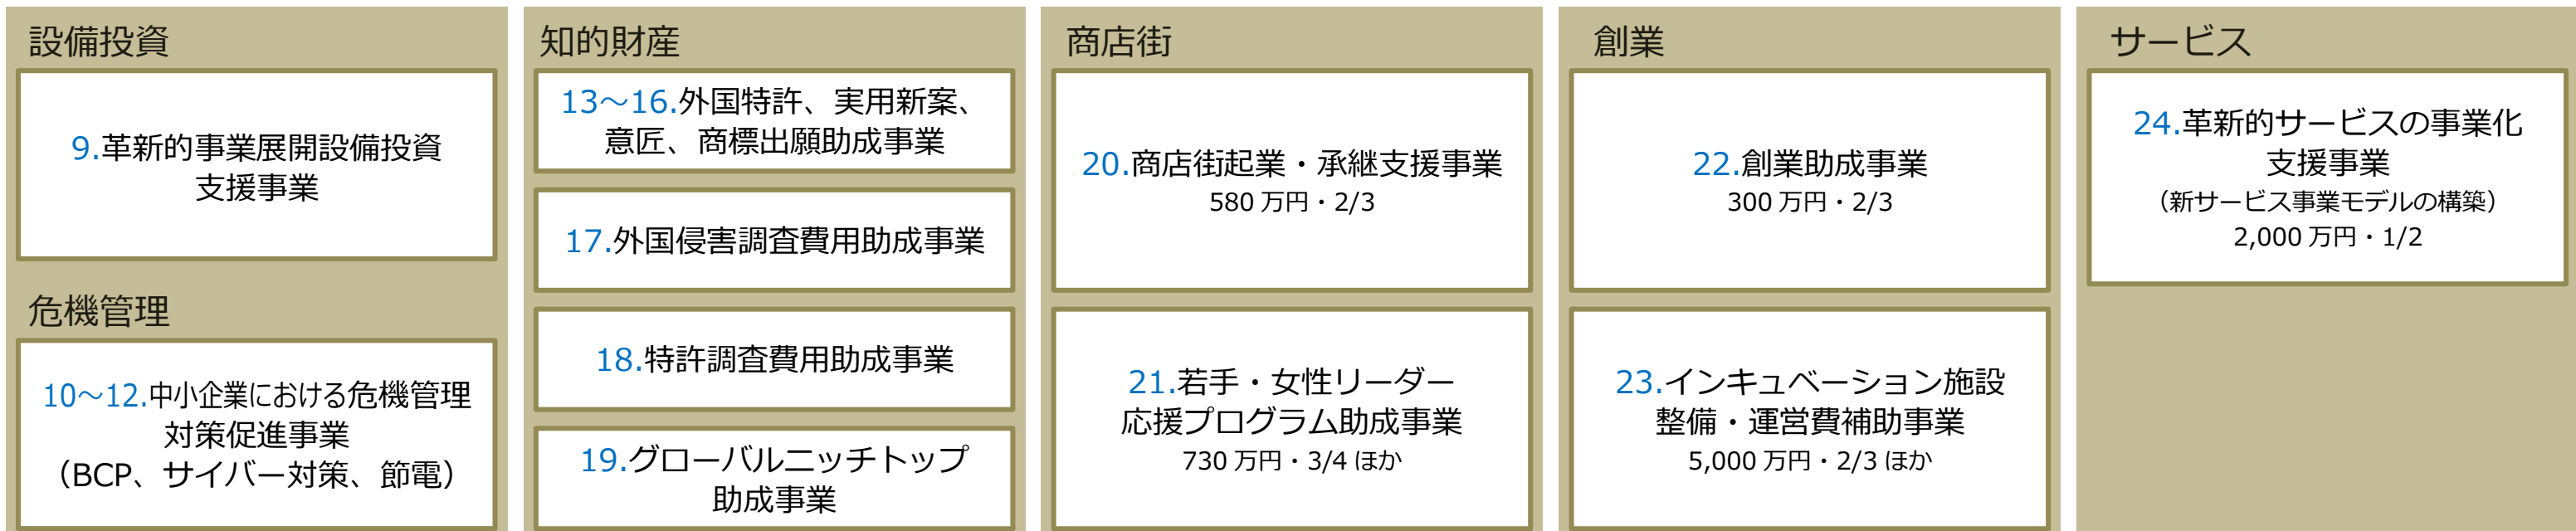 設備投資
9.革新的事業展開設備投資
支援事業
危機管理
10～12.中小企業における危機管理
対策促進事業
（BCP、サイバー対策、節電）
知的財産
13～16.外国特許、実用新案、
意匠、商標出願助成事業
17.外国侵害調査費用助成事業
18.特許調査費用助成事業
19.グローバルニッチトップ
助成事業
商店街
20.商店街起業・承継支援事業
580 万円・2/3
21.若手・女性リーダー
応援プログラム助成事業
730 万円・3/4 ほか
創業
22.創業助成事業
300 万円・2/3
23.インキュベーション施設
整備・運営費補助事業
5,000 万円・2/3 ほか
サービス
24.革新的サービスの事業化
支援事業
（新サービス事業モデルの構築）
2,000 万円・1/2